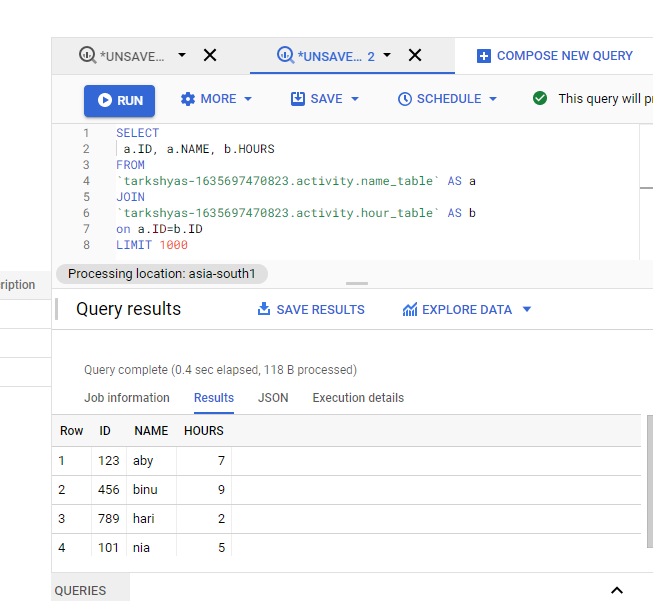 *UNSAVE...
*UNSAVE... 2
COMPOSE NEW QUERY
RUN
MORE
SAVE
SCHEDULE
This query will p
1 SELECT
2 a.ID, a.NAME, b.HOURS
3 FROM
4 `tarkshyas-1635697470823.activity.name_table` AS a
5 JOIN
6 `tarkshyas-1635697470823.activity.hour_table` AS b
7 on a.ID=b.ID
8 LIMIT 1000
Processing location: asia-south1
ription
Query results
SAVE RESULTS
EXPLORE DATA
Query complete (0.4 sec elapsed, 118 B processed)
Job information Results JSON Execution details
Row ID NAME HOURS
1 123 aby 7
2 456 binu 9
3 789 hari 2
4 101 nia 5
QUERIES